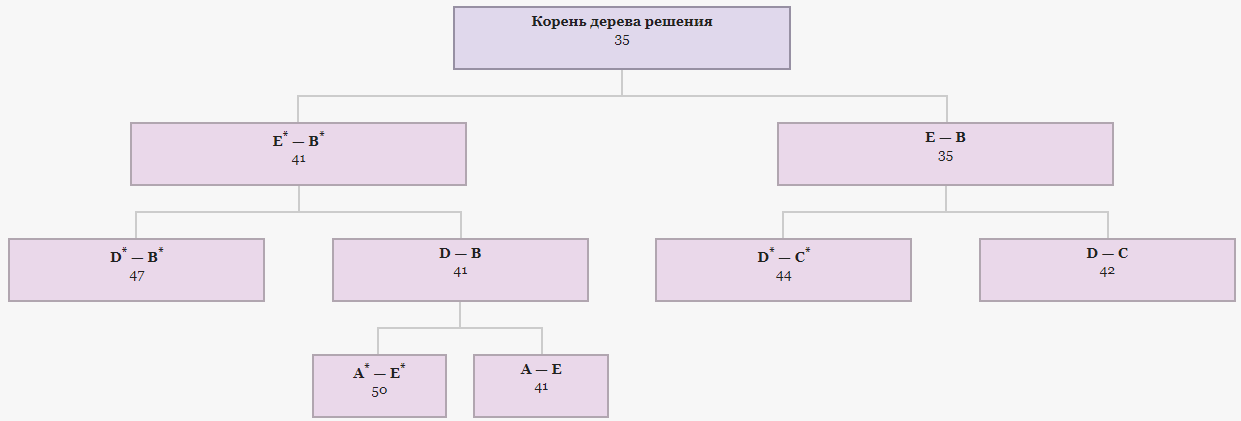 Корень дерева решения
35
E* — B*
41
E — B
35
D* — B*
47
D — B
41
D* — C*
44
D — C
42
A* — E*
50
A — E
41